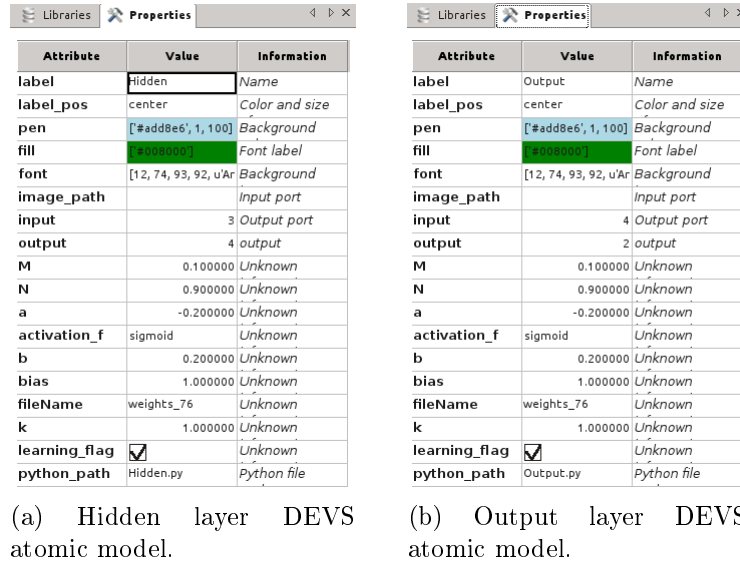 Libraries Properties
Attribute Value Information
label Hidden Name
label_pos center Color and size
pen ['#add8e6', 1, 100] Background
fill ['#008000'] Font label
font [12, 74, 93, 92, u'Ar Background
image_path Input port
input 3 Output port
output 4 output
M 0.100000 Unknown
N 0.900000 Unknown
a -0.200000 Unknown
activation_f sigmoid Unknown
b 0.200000 Unknown
bias 1.000000 Unknown
fileName weights_76 Unknown
k 1.000000 Unknown
learning_flag Unknown
python_path Hidden.py Python file
(a) Hidden layer DEVS
atomic model.
Libraries Properties
Attribute Value Information
label Output Name
label_pos center Color and size
pen ['#add8e6', 1, 100] Background
fill ['#008000'] Font label
font [12, 74, 93, 92, u'Ar Background
image_path Input port
input 4 Output port
output 2 output
M 0.100000 Unknown
N 0.900000 Unknown
a -0.200000 Unknown
activation_f sigmoid Unknown
b 0.200000 Unknown
bias 1.000000 Unknown
fileName weights_76 Unknown
k 1.000000 Unknown
learning_flag Unknown
python_path Output.py Python file
(b) Output layer DEVS
atomic model.